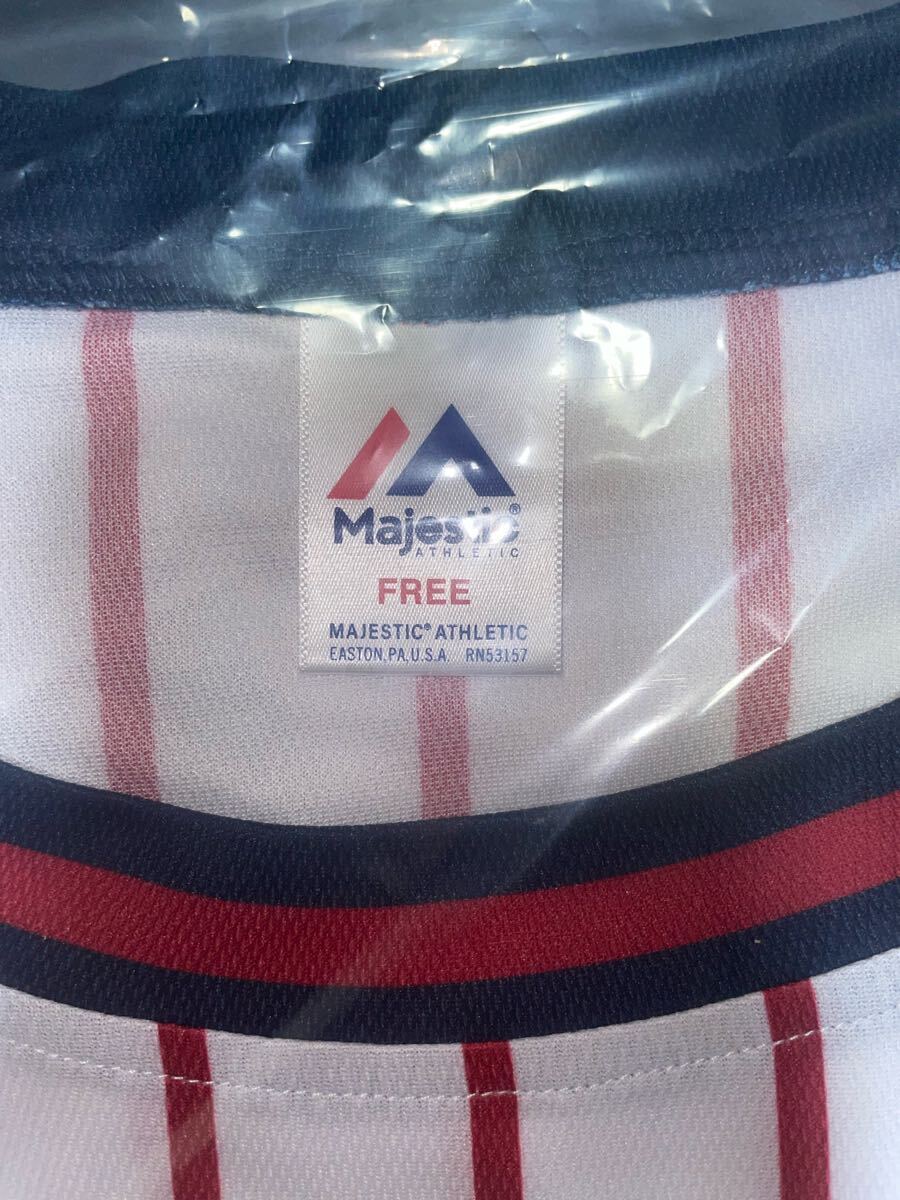 Majestic®
ATHLETIC
FREE
MAJESTIC® ATHLETIC
EASTON, PA, U.S.A. RN53157